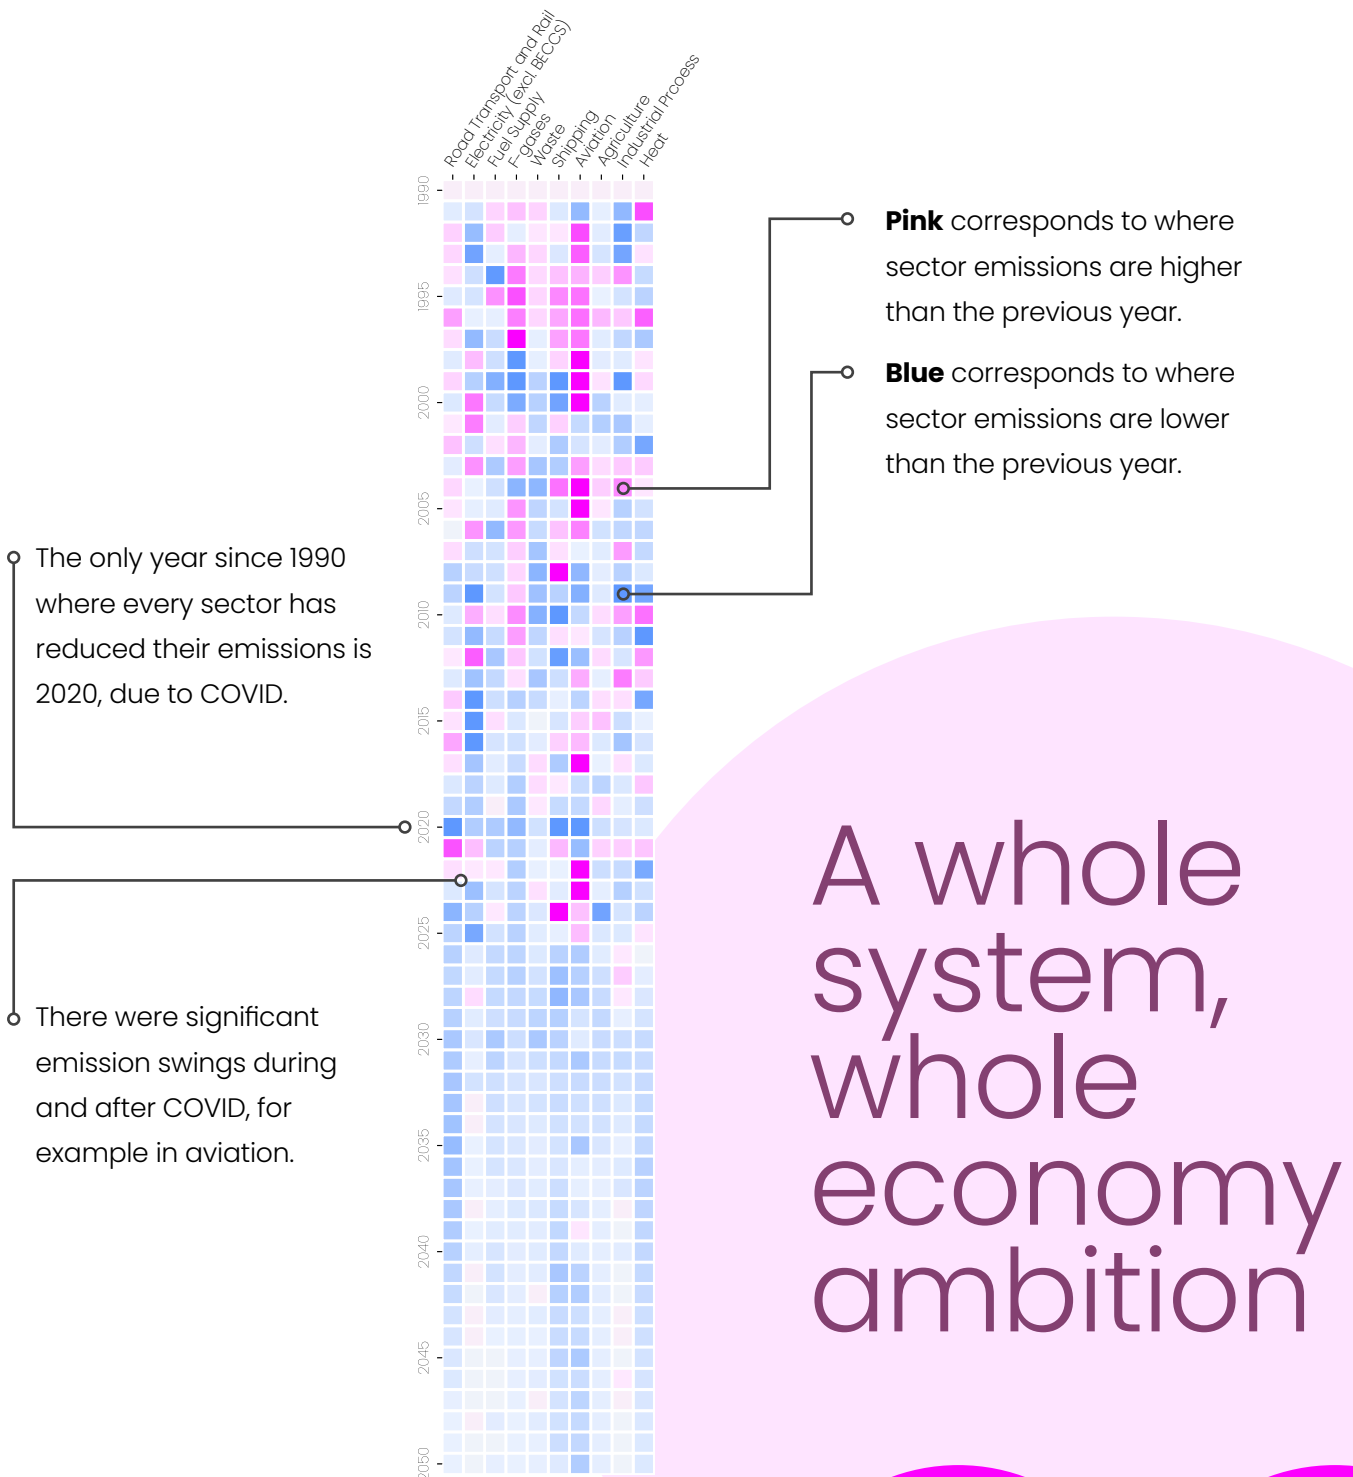 Road Transport and Rail
Electricity (excl. BECCS)
Fuel Supply
F-gases
Waste
Shipping
Aviation
Agriculture
Industrial Prcoess
Heat
1990
1995
2000
2005
2010
2015
2020
2025
2030
2035
2040
2045
2050
Pink corresponds to where
sector emissions are higher
than the previous year.
Blue corresponds to where
sector emissions are lower
than the previous year.
The only year since 1990
where every sector has
reduced their emissions is
2020, due to COVID.
There were significant
emission swings during
and after COVID, for
example in aviation.
A whole
system,
whole
economy
ambition